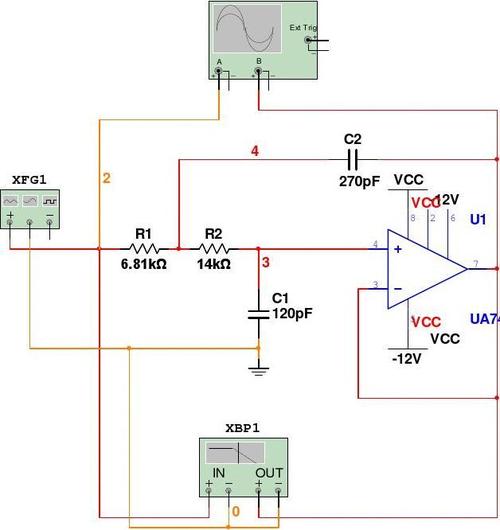 Ext Trig
+
-
A
B
+ - + -
C2
4
270pF
XFG1
2
VCC
VCC
12V
8 2 6
U1
R1
R2
6.81kΩ
14kΩ
3
4
+
7
3
-
C1
120pF
VCC
UA74
VCC
-12V
XBP1
IN OUT
+ - + -
0